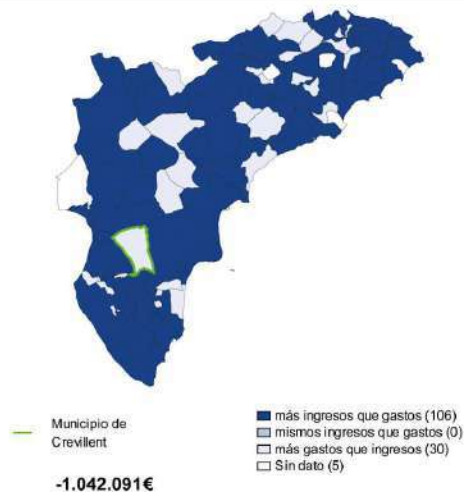 Municipio de
Crevillent
-1.042.091€
más ingresos que gastos (106)
mismos ingresos que gastos (0)
más gastos que ingresos (30)
Sin dato (5)